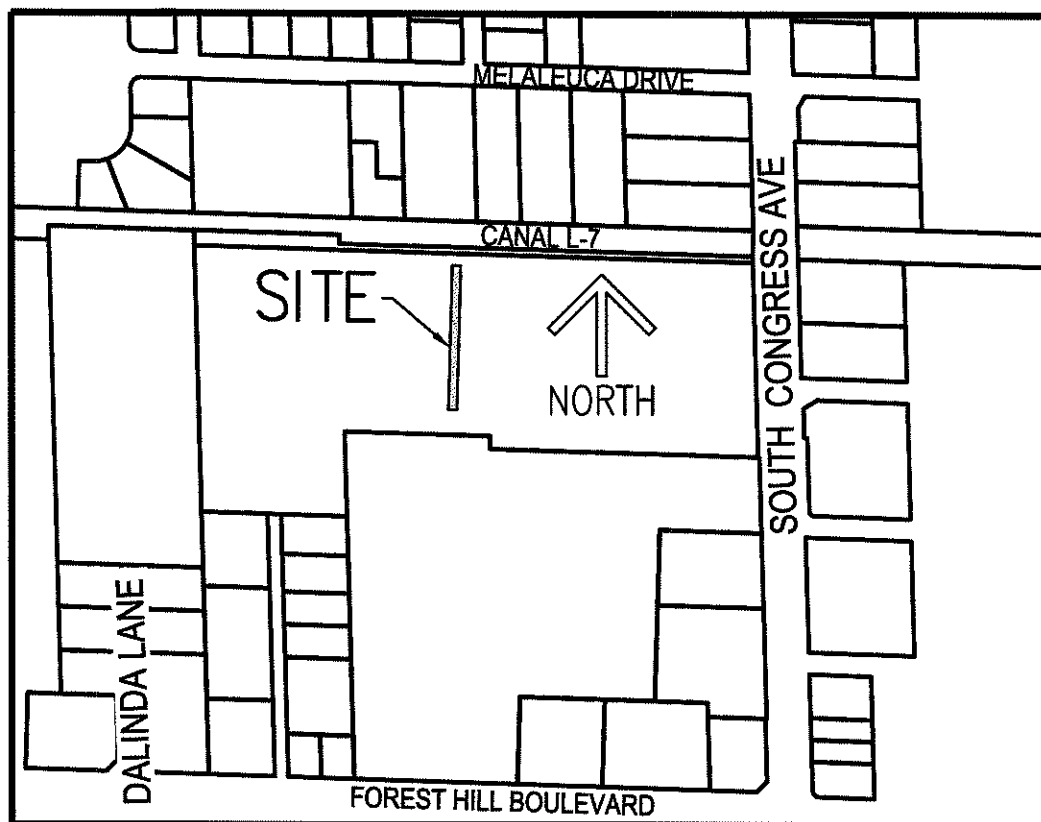 MELALEUCA DRIVE
CANAL L-7
SITE
NORTH
SOUTH CONGRESS AVE
DALINDA LANE
FOREST HILL BOULEVARD